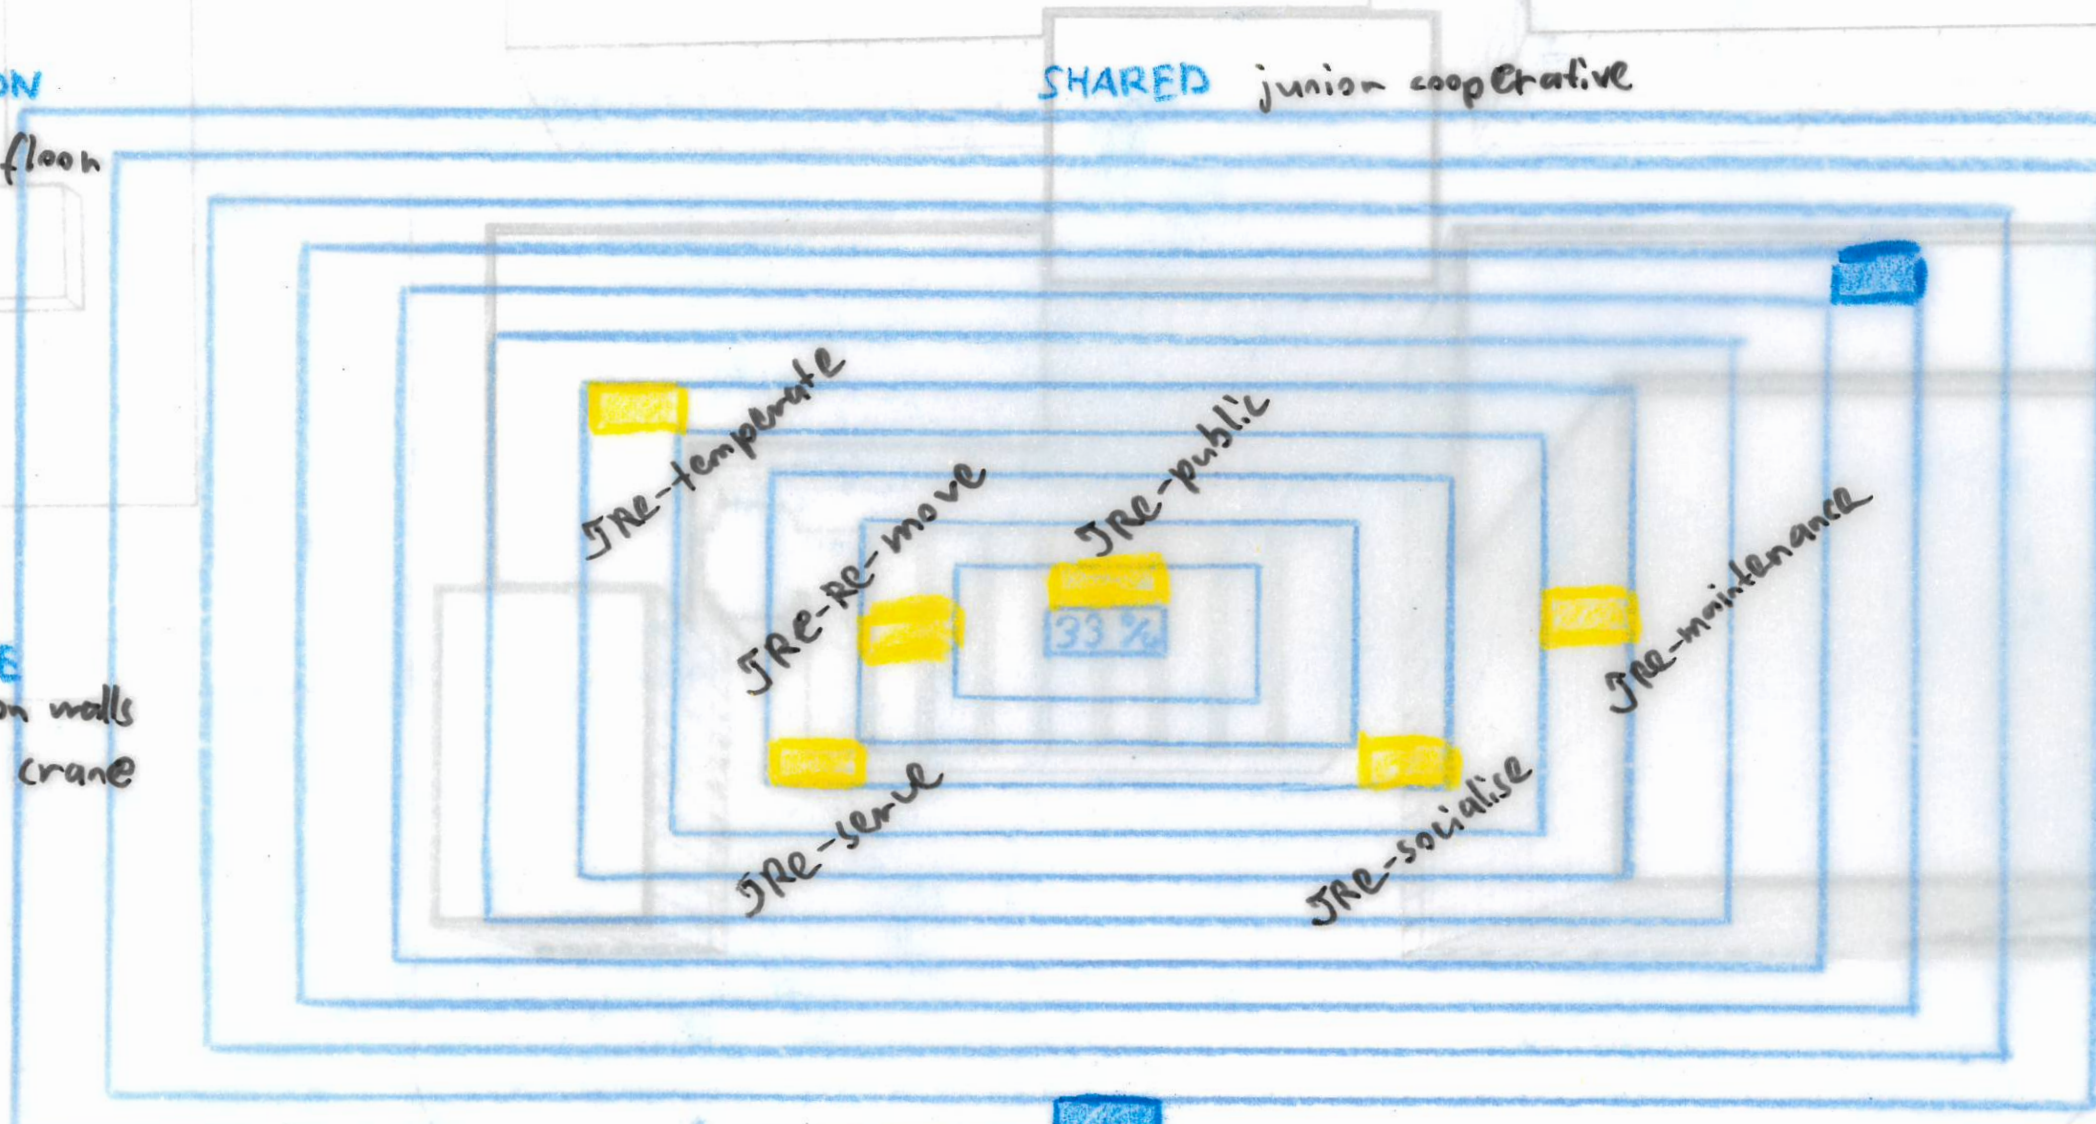 ON
SHARED junior cooperative
floor
JRe-temperate
JRe-Re-move
JRe-public
JRe-maintenance
33 %
E
on walls
crane
JRe-serve
JRe-socialise